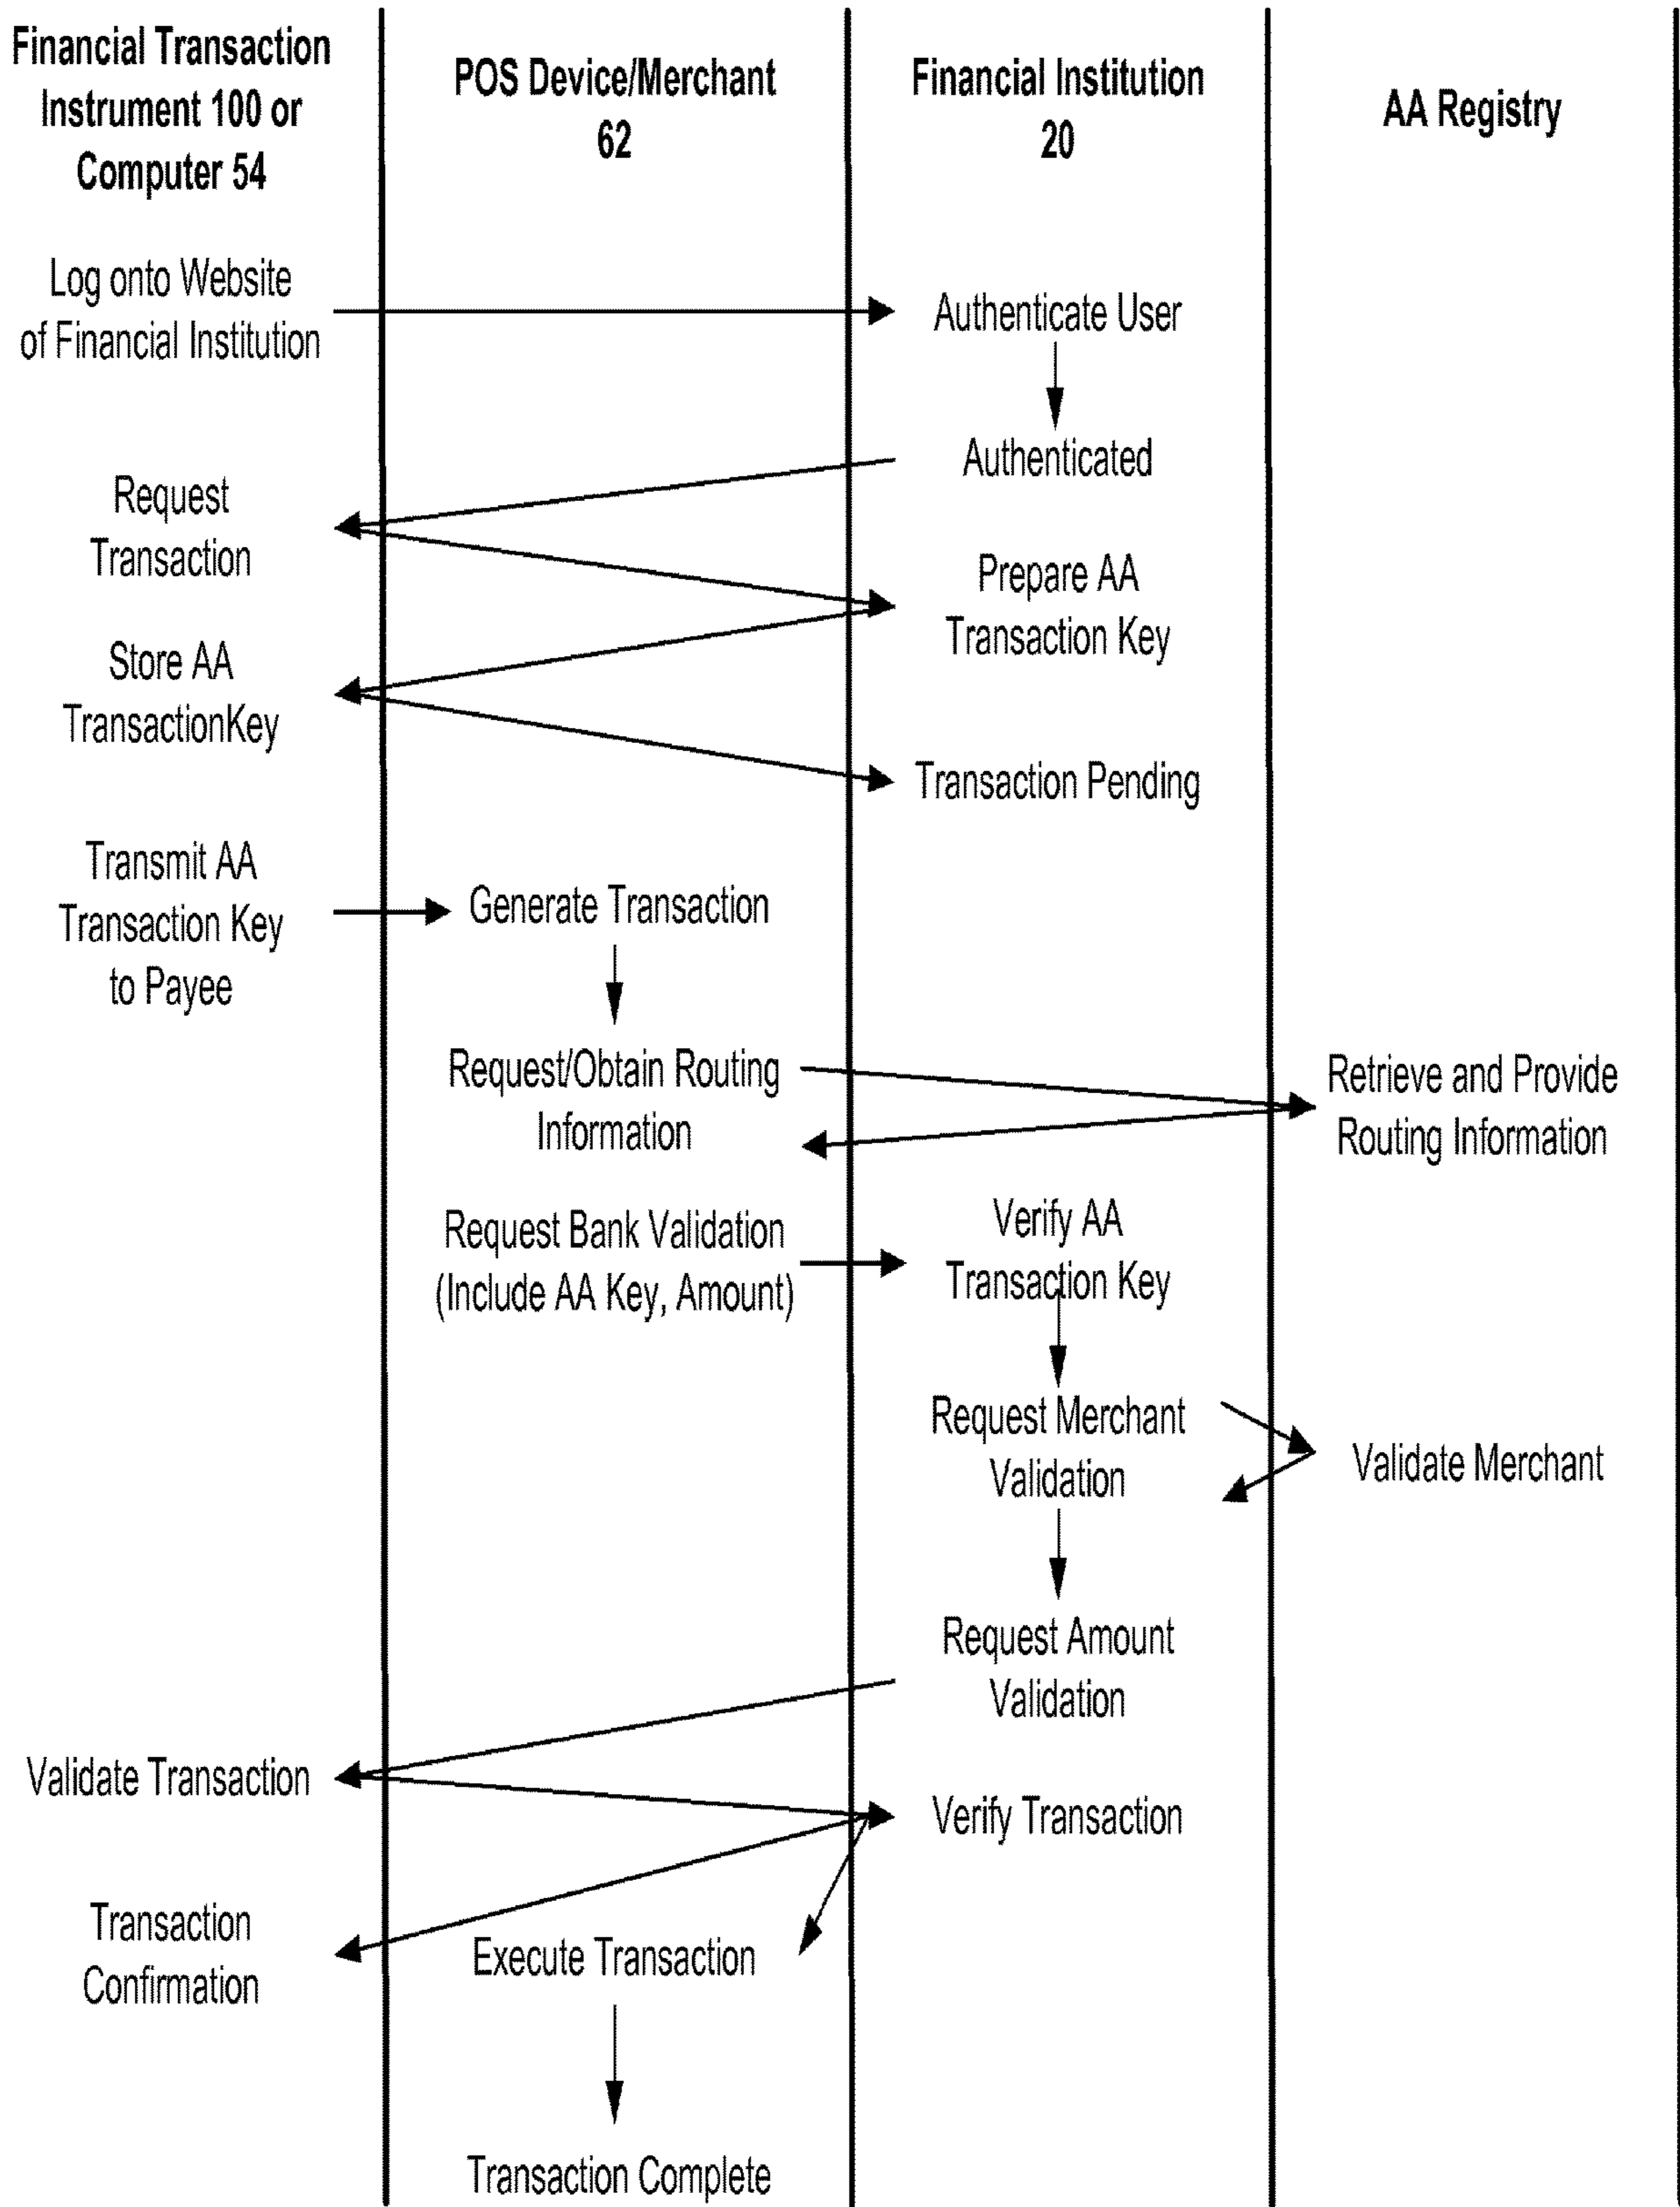 Financial Transaction
Instrument 100 or
Computer 54
POS Device/Merchant
62
Financial Institution
20
AA Registry
Log onto Website
of Financial Institution
Authenticate User
Authenticated
Request
Transaction
Prepare AA
Transaction Key
Store AA
TransactionKey
Transaction Pending
Transmit AA
Transaction Key
to Payee
Generate Transaction
Request/Obtain Routing
Information
Retrieve and Provide
Routing Information
Request Bank Validation
(Include AA Key, Amount)
Verify AA
Transaction Key
Request Merchant
Validation
Validate Merchant
Request Amount
Validation
Validate Transaction
Verify Transaction
Transaction
Confirmation
Execute Transaction
Transaction Complete